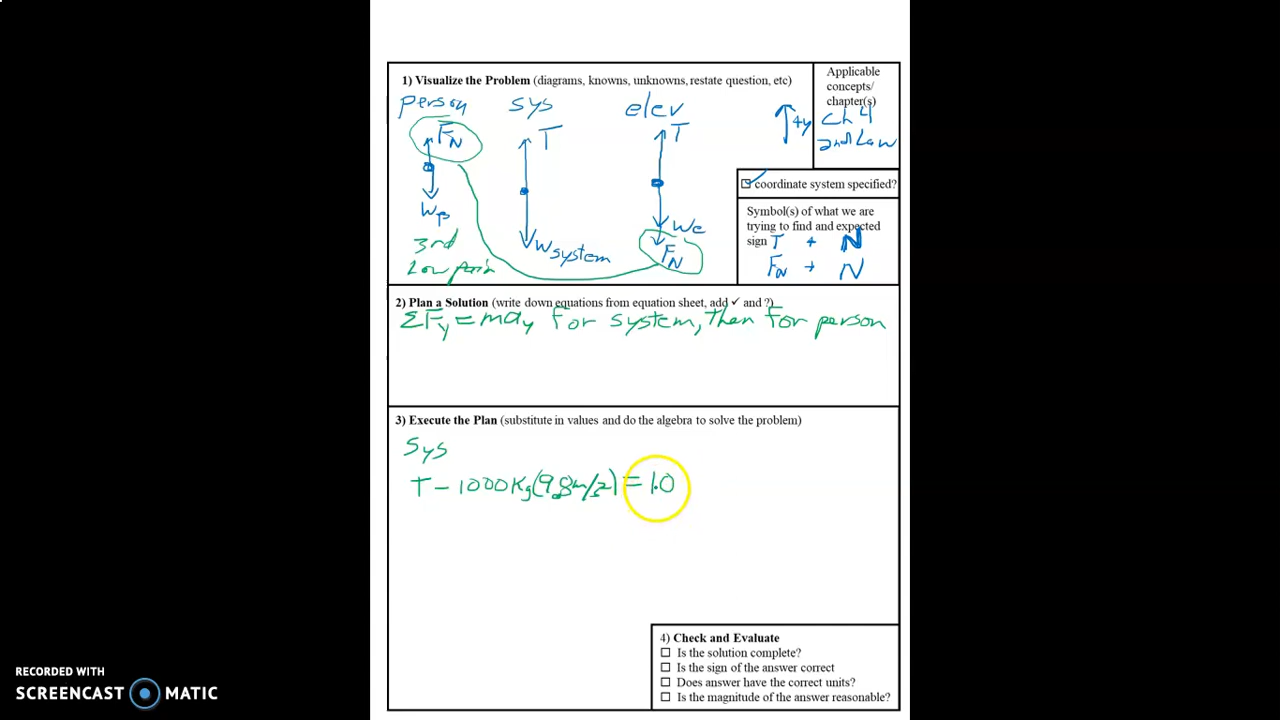 1) Visualize the Problem (diagrams, knowns, unknowns, restate question, etc)
Applicable
concepts/
chapter(s)
Ch 4
2nd Law
person
sys
elev
+y
FN
T
T
Wp
Wsystem
We
FN
3rd
Law pair
coordinate system specified?
Symbol(s) of what we are
trying to find and expected
sign T + N
FN + N
2) Plan a Solution (write down equations from equation sheet, add ✓ and ?)
ΣFy = may for system, then for person
3) Execute the Plan (substitute in values and do the algebra to solve the problem)
Sys
T - 1000 Kg (9.8 m/s2) = 1.0
4) Check and Evaluate
Is the solution complete?
Is the sign of the answer correct
Does answer have the correct units?
Is the magnitude of the answer reasonable?
RECORDED WITH
SCREENCAST MATIC